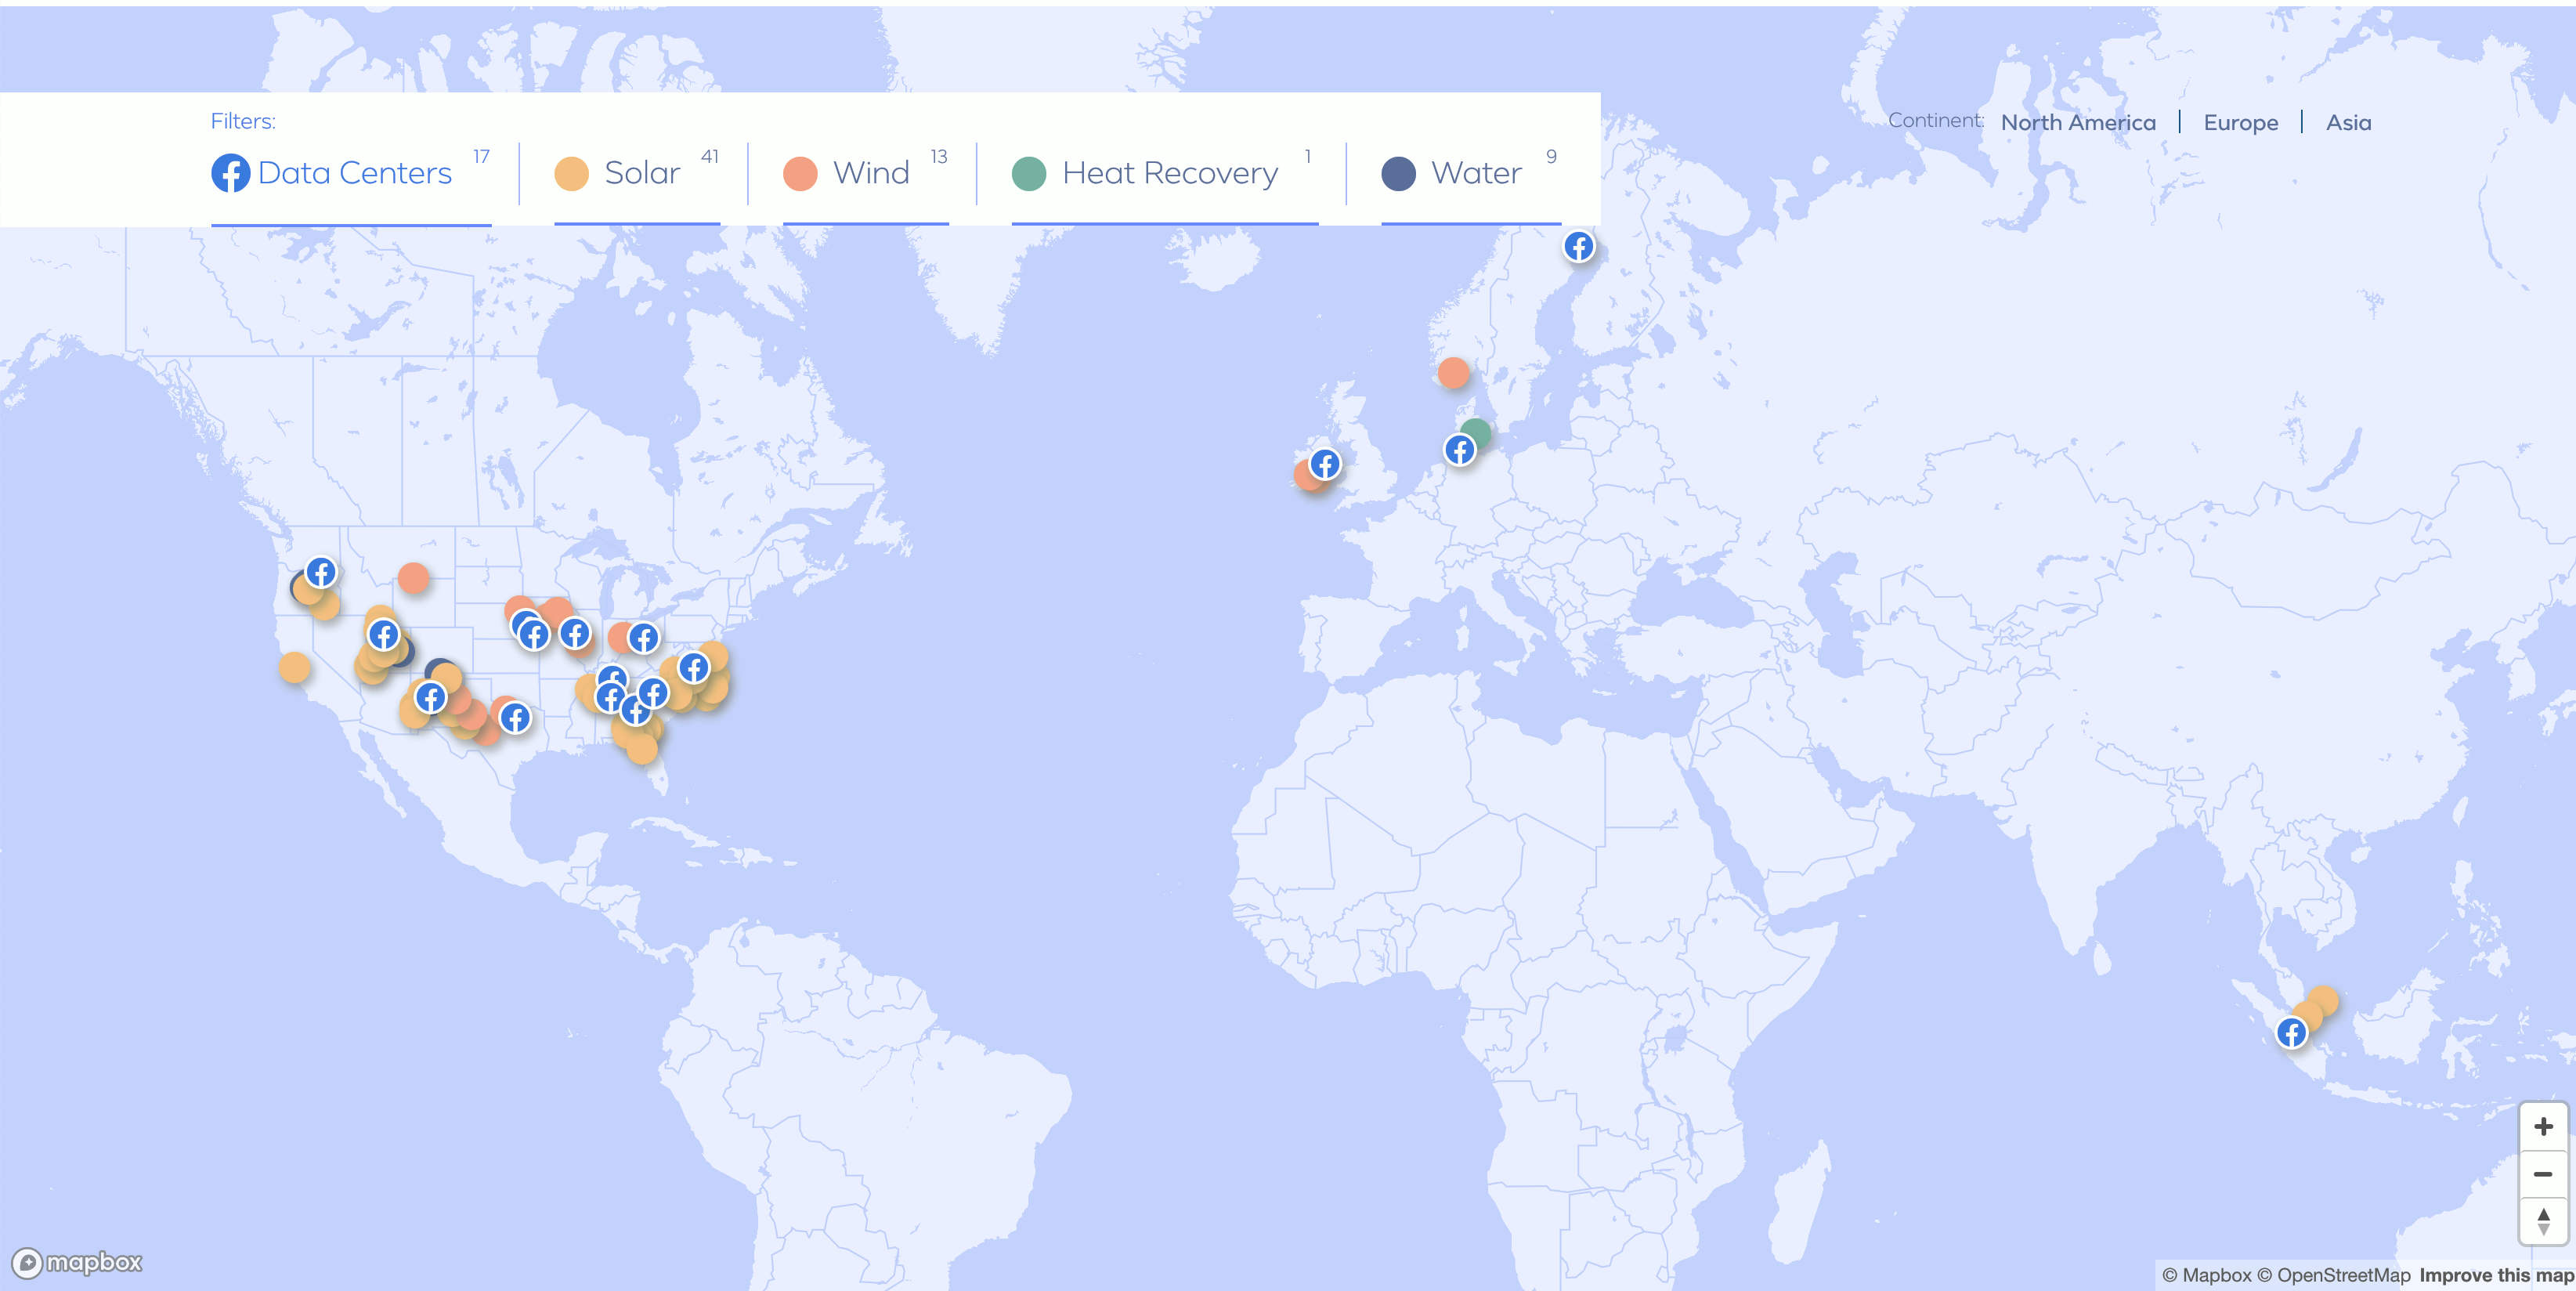 Filters:
Data Centers 17
Solar 41
Wind 13
Heat Recovery 1
Water 9
Continent: North America | Europe | Asia
mapbox
© Mapbox © OpenStreetMap Improve this map